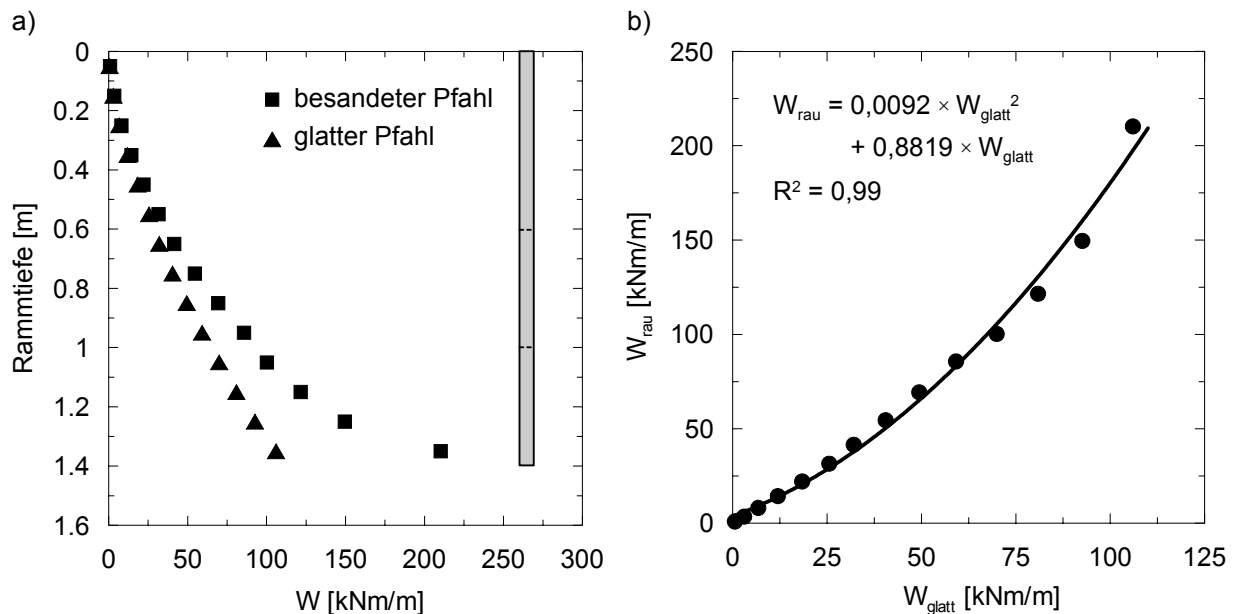 a)
0
0.2
0.4
0.6
0.8
1
1.2
1.4
1.6
Rammtiefe [m]
besandeter Pfahl
glatter Pfahl
0 50 100 150 200 250 300
W [kNm/m]
b)
250
200
150
100
50
0
W_rau [kNm/m]
W_rau = 0,0092 × W_glatt²
+ 0,8819 × W_glatt
R² = 0,99
0 25 50 75 100 125
W_glatt [kNm/m]